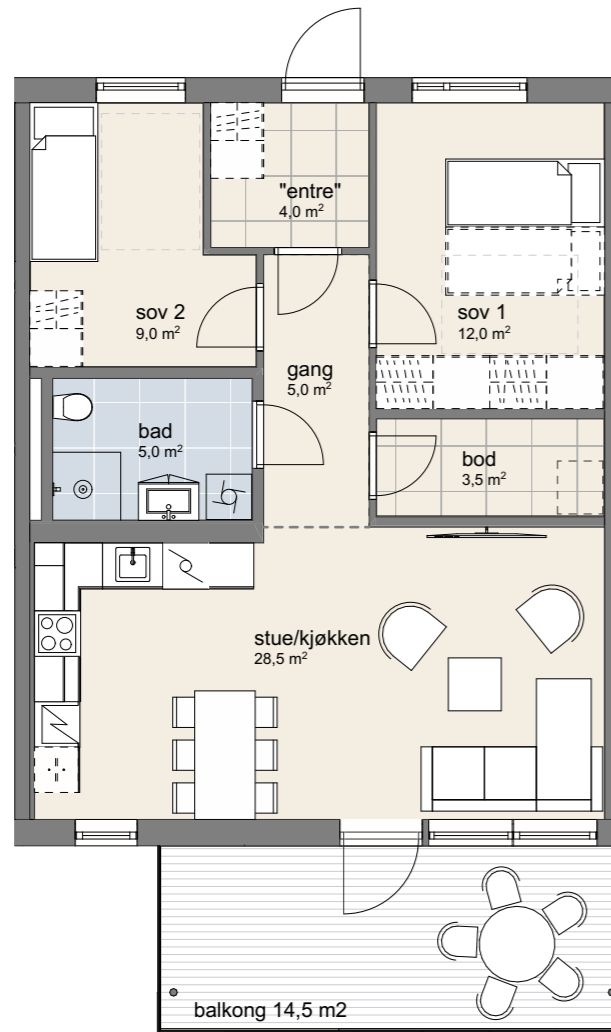 "entre"
4,0 m²
sov 2
9,0 m²
sov 1
12,0 m²
gang
5,0 m²
bad
5,0 m²
bod
3,5 m²
stue/kjøkken
28,5 m²
balkong 14,5 m2